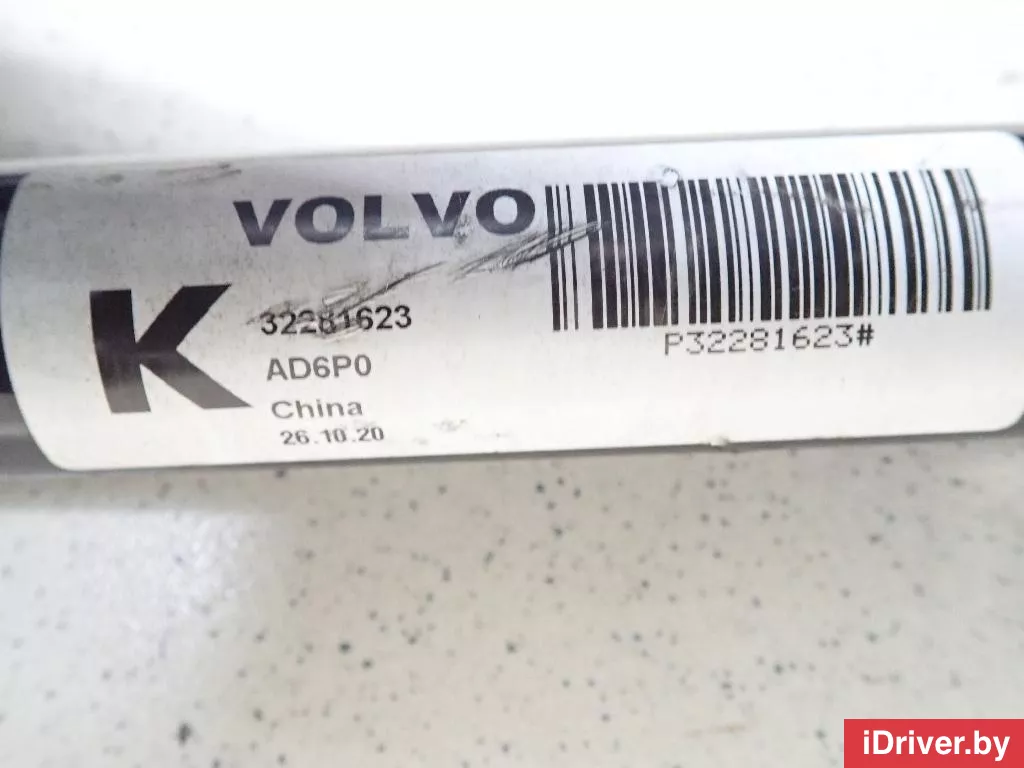 VOLVO
K
32281623
AD6P0
China
26.10.20
P32281623#
iDriver.by